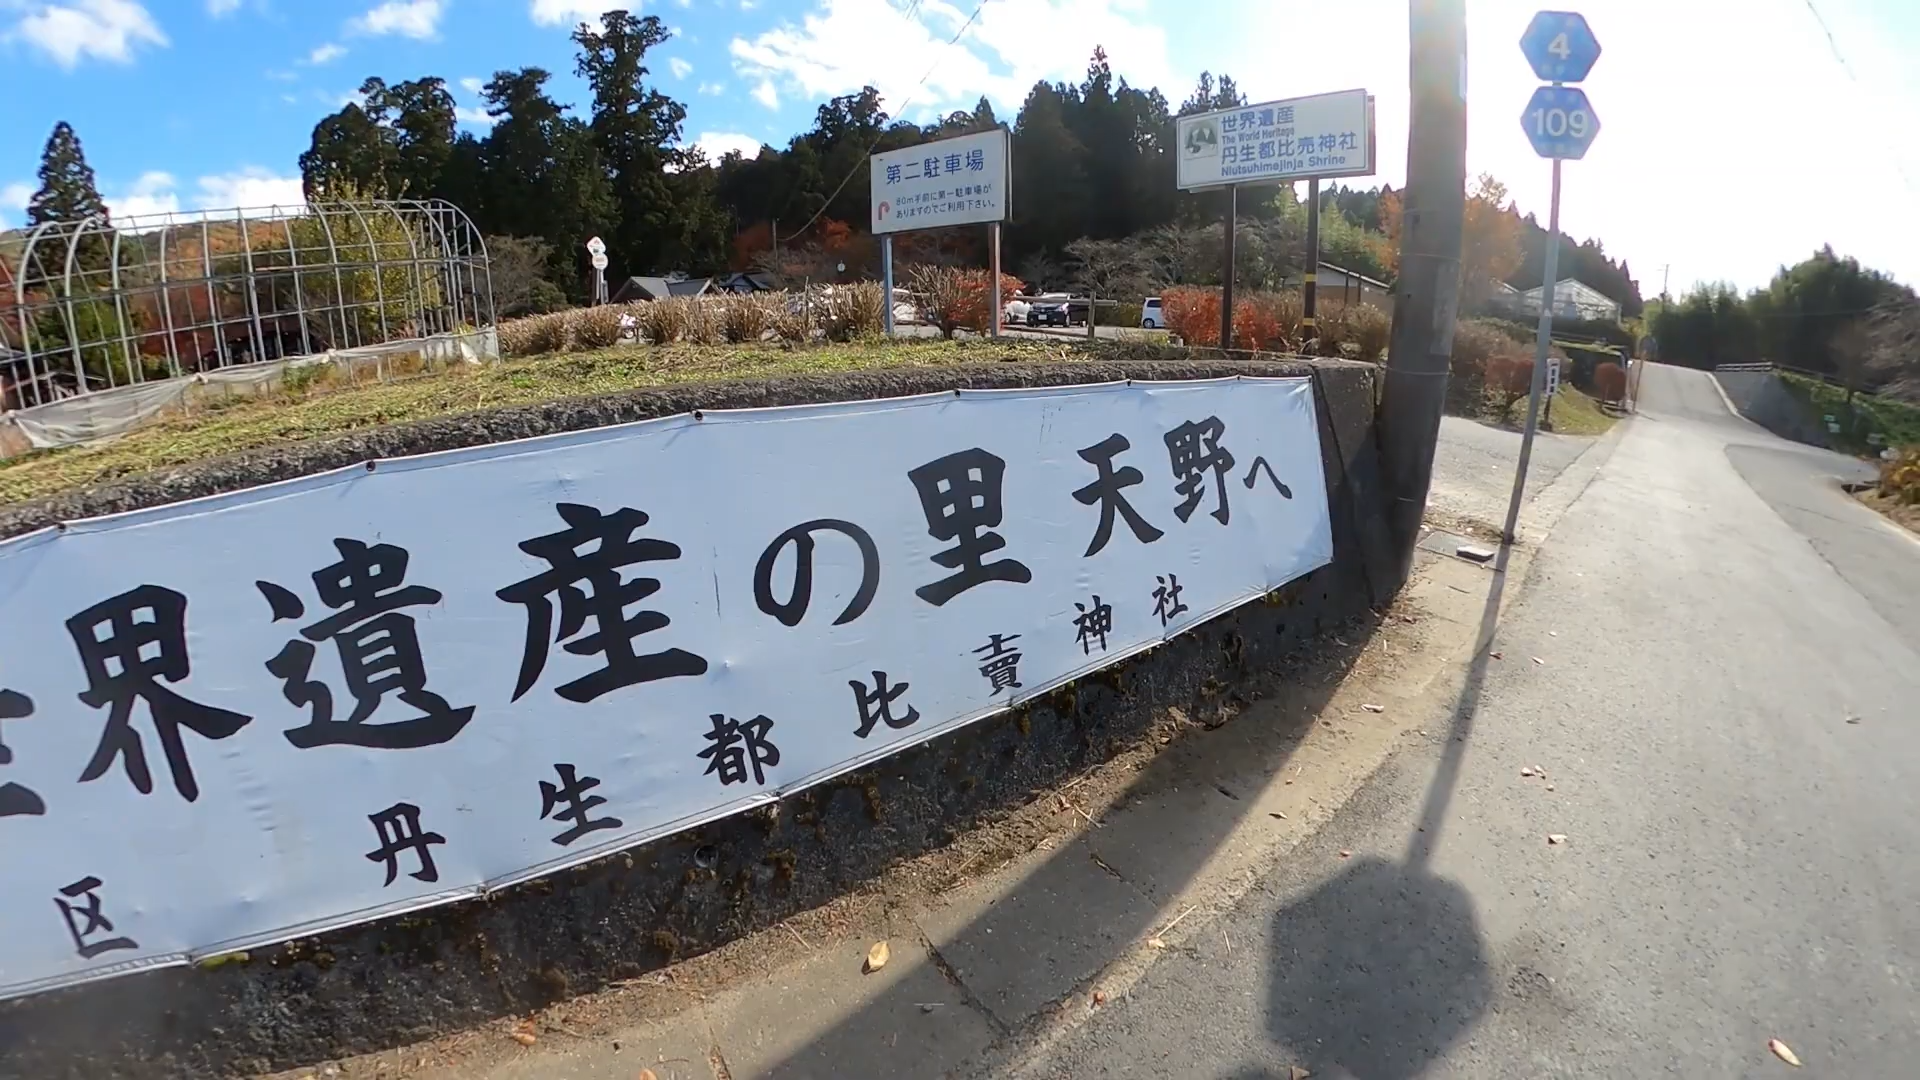 4
109
世界遺産
The World Heritage
丹生都比売神社
Niutsuhimejinja Shrine
第二駐車場
80m手前に第一駐車場が
ありますのでご利用下さい。
世界遺産の里 天野へ
区 丹生都比賣神社